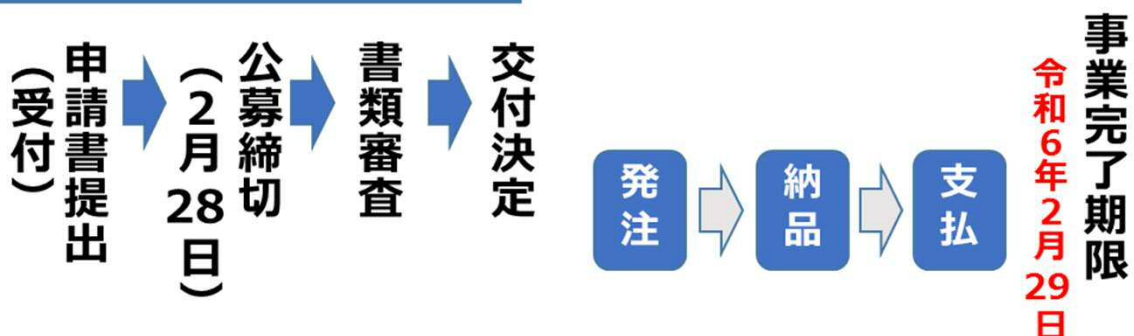 申請書提出
（受付）
公募締切
（２月28日）
書類審査
交付決定
発注
納品
支払
事業完了期限
令和６年２月29日